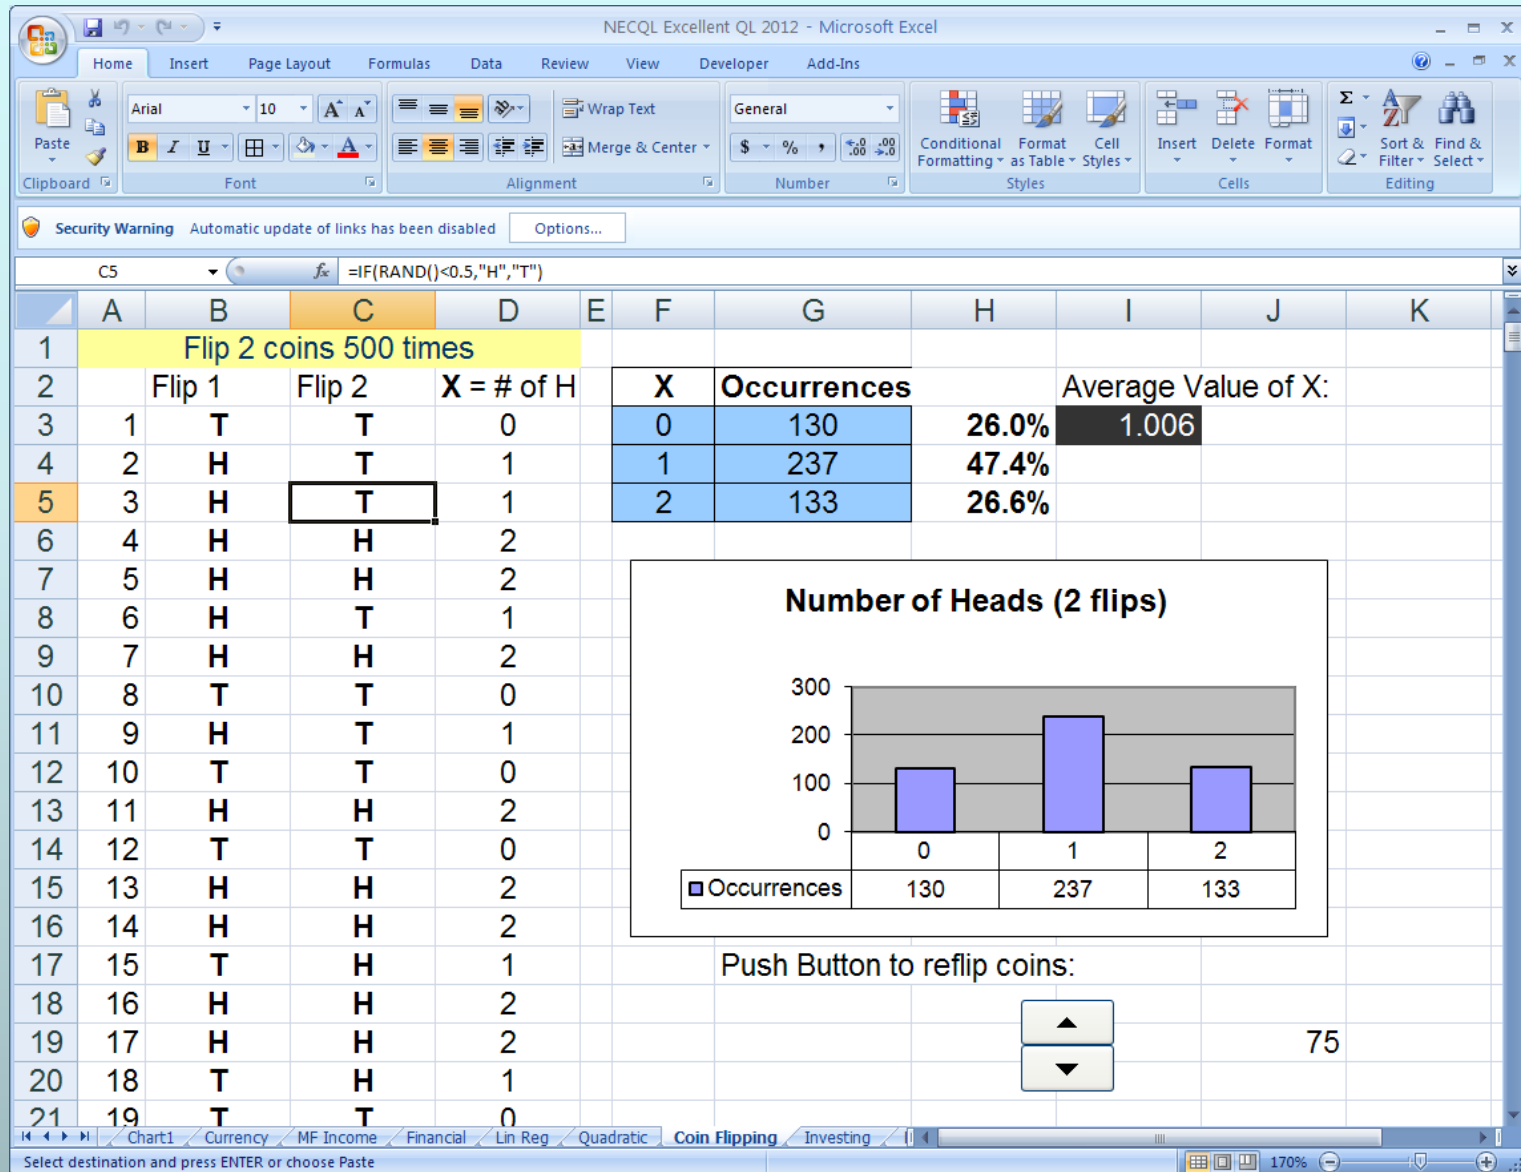 NECQL Excellent QL 2012 - Microsoft Excel
Home Insert Page Layout Formulas Data Review View Developer Add-Ins
Arial 10 Wrap Text General
Paste B I U Merge & Center $ % , .00 Conditional Formatting Format as Table Cell Styles Insert Delete Format Σ Sort & Filter Find & Select
Clipboard Font Alignment Number Styles Cells Editing
Security Warning Automatic update of links has been disabled Options...
C5 fx =IF(RAND()<0.5,"H","T")
A B C D E F G H I J K
1 Flip 2 coins 500 times
2 Flip 1 Flip 2 X = # of H X Occurrences Average Value of X:
3 1 T T 0 0 130 26.0% 1.006
4 2 H T 1 1 237 47.4%
5 3 H T 1 2 133 26.6%
6 4 H H 2
7 5 H H 2
8 6 H T 1
9 7 H H 2
10 8 T T 0
11 9 H T 1
12 10 T T 0
13 11 H H 2
14 12 T T 0
15 13 H H 2
16 14 H H 2
17 15 T H 1 Push Button to reflip coins:
18 16 H H 2
19 17 H H 2 75
20 18 T H 1
21 19 T T 0
Number of Heads (2 flips)
300
200
100
0
0 1 2
Occurrences 130 237 133
Chart1 Currency MF Income Financial Lin Reg Quadratic Coin Flipping Investing
Select destination and press ENTER or choose Paste 170%